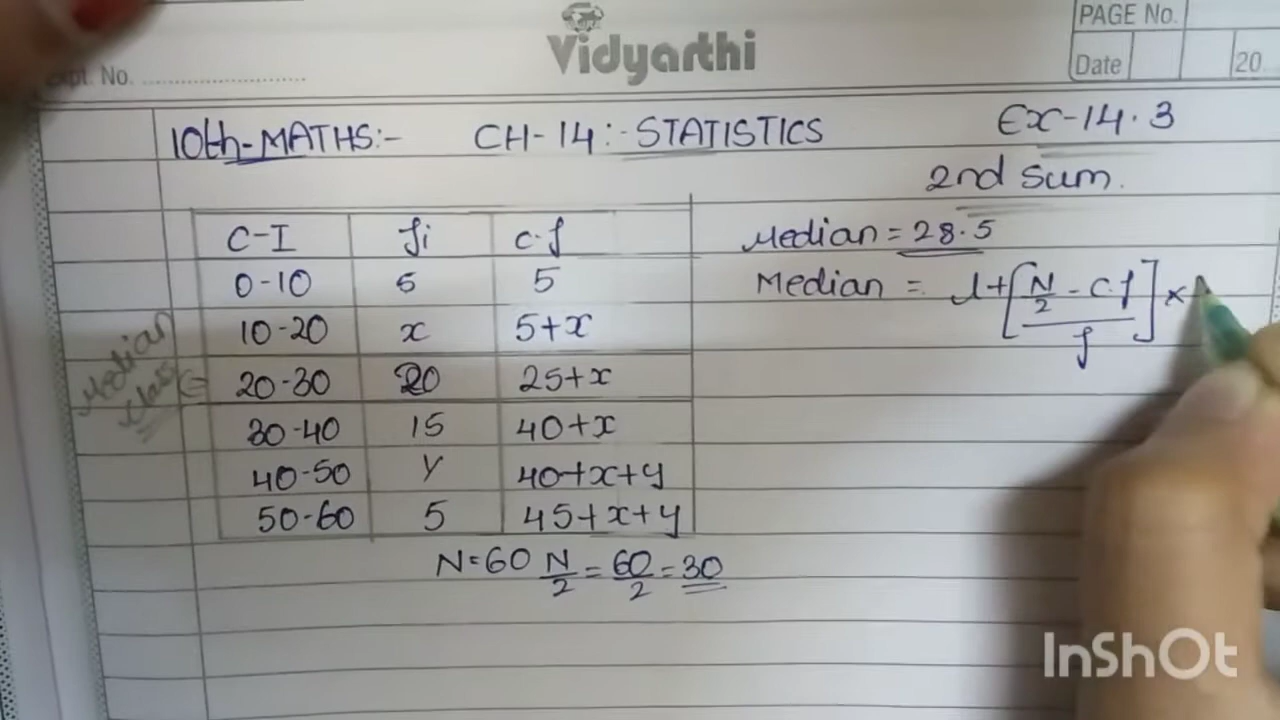 PAGE No.
Vidyarthi
Expt. No.
Date 20
10th-MATHS:- CH-14:- STATISTICS EX-14.3
2nd Sum.
C-I fi c.f
0-10 5 5
10-20 x 5+x
20-30 20 25+x
30-40 15 40+x
40-50 y 40+x+y
50-60 5 45+x+y
Median class
N=60 N/2 = 60/2 = 30
Median = 28.5
Median = l+[N/2 - c.f / f] ×
InShOt